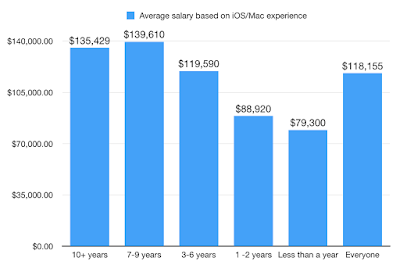 Average salary based on iOS/Mac experience
$140,000.00
$105,000.00
$70,000.00
$35,000.00
$0.00
$135,429
$139,610
$119,590
$88,920
$79,300
$118,155
10+ years
7-9 years
3-6 years
1 -2 years
Less than a year
Everyone